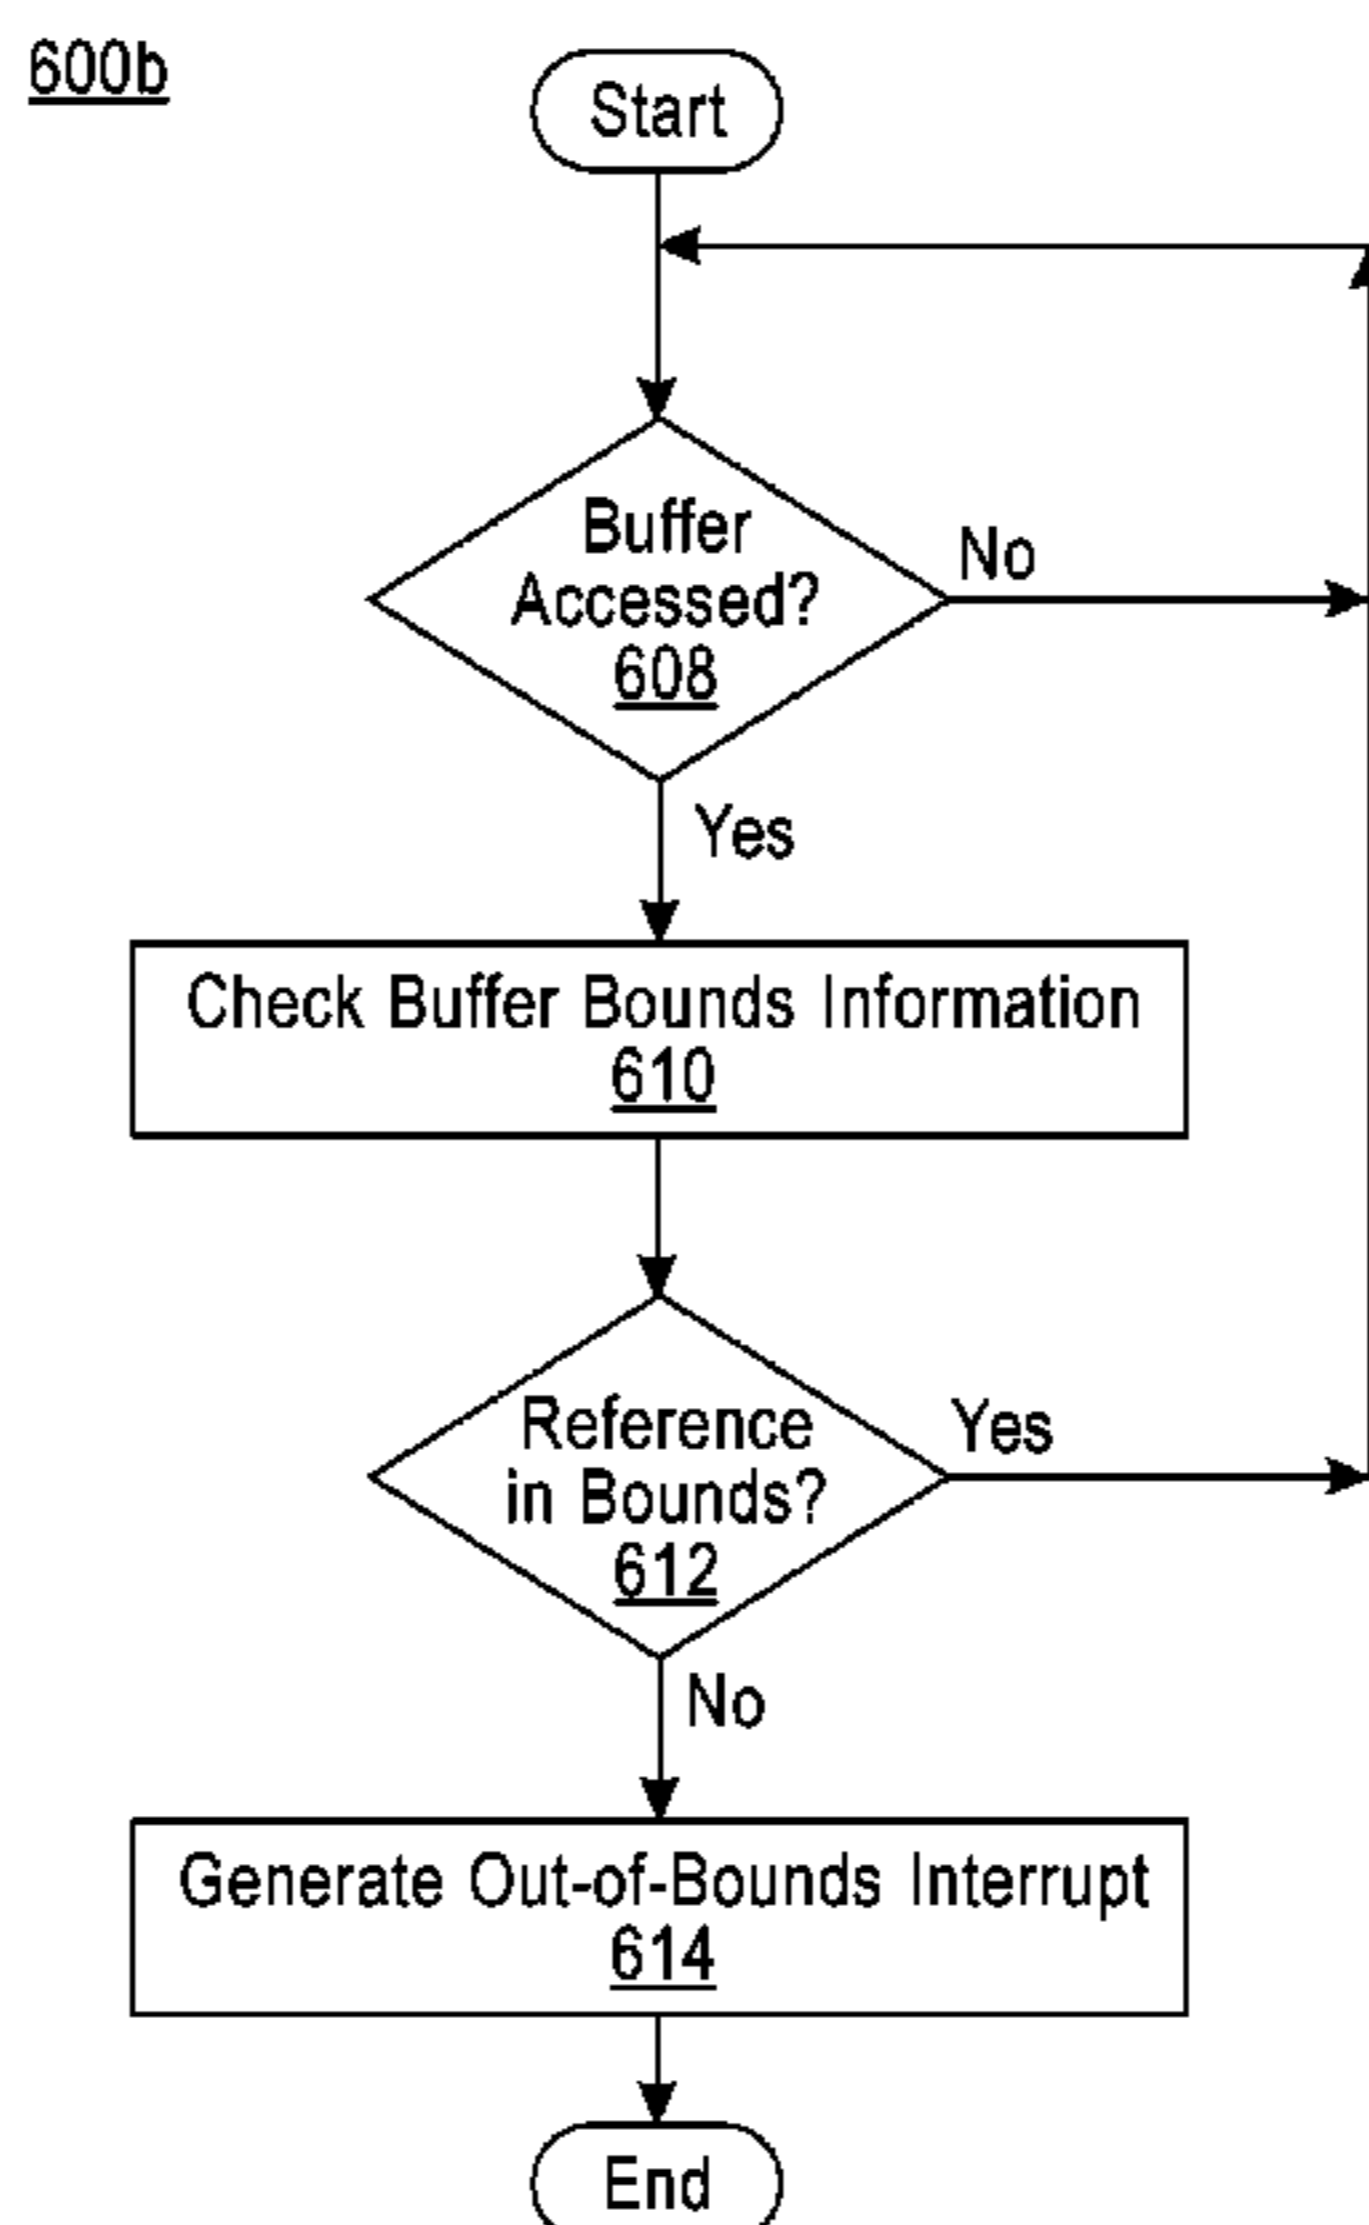 600b
Start
Buffer
Accessed?
608
No
Yes
Check Buffer Bounds Information
610
Reference
in Bounds?
612
Yes
No
Generate Out-of-Bounds Interrupt
614
End